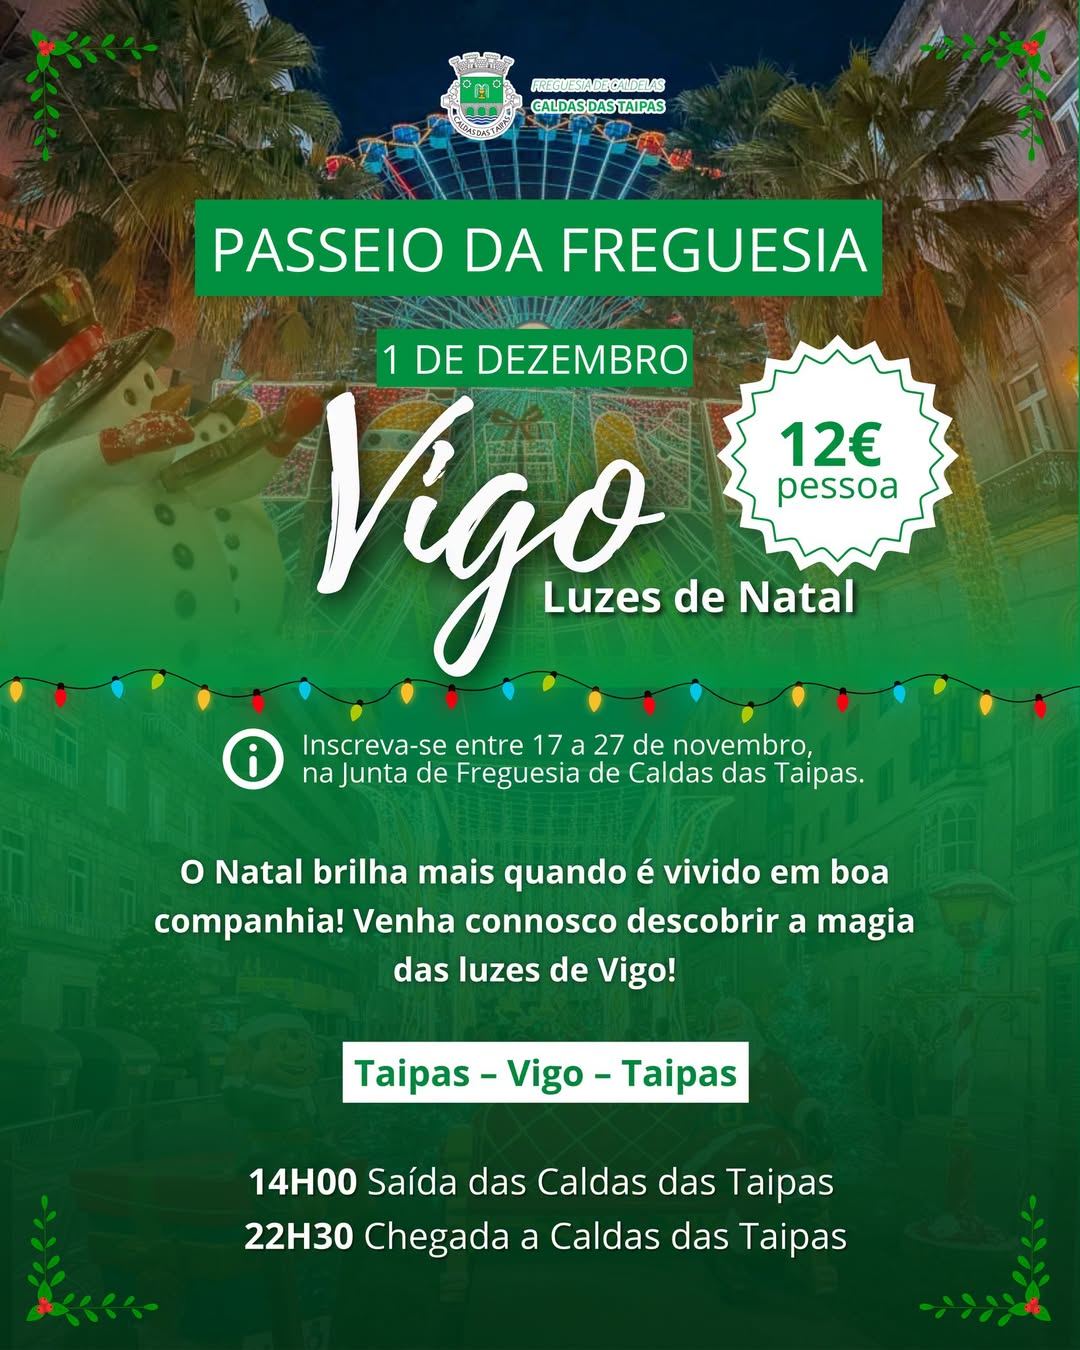 FREGUESIA DE CALDELAS
CALDAS DAS TAIPAS
CALDAS DAS TAIPAS
PASSEIO DA FREGUESIA
1 DE DEZEMBRO
Vigo
12€
pessoa
Luzes de Natal
Inscreva-se entre 17 a 27 de novembro,
na Junta de Freguesia de Caldas das Taipas.
O Natal brilha mais quando é vivido em boa
companhia! Venha connosco descobrir a magia
das luzes de Vigo!
Taipas – Vigo – Taipas
14H00 Saída das Caldas das Taipas
22H30 Chegada a Caldas das Taipas